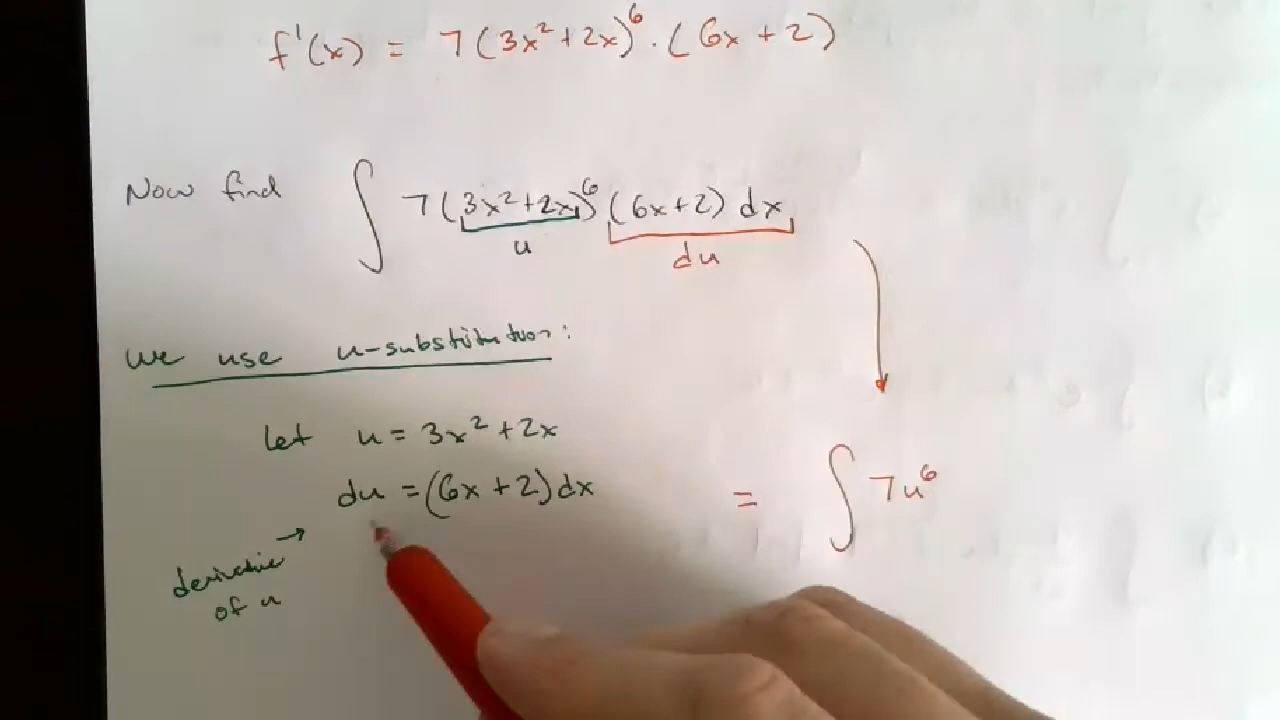 f'(x) = 7(3x²+2x)⁶ · (6x + 2)
Now find ∫ 7(3x²+2x)⁶ (6x+2) dx
u du
We use u-substitution:
let u = 3x² + 2x
du = (6x + 2) dx
= ∫ 7u⁶
derivative →
of u